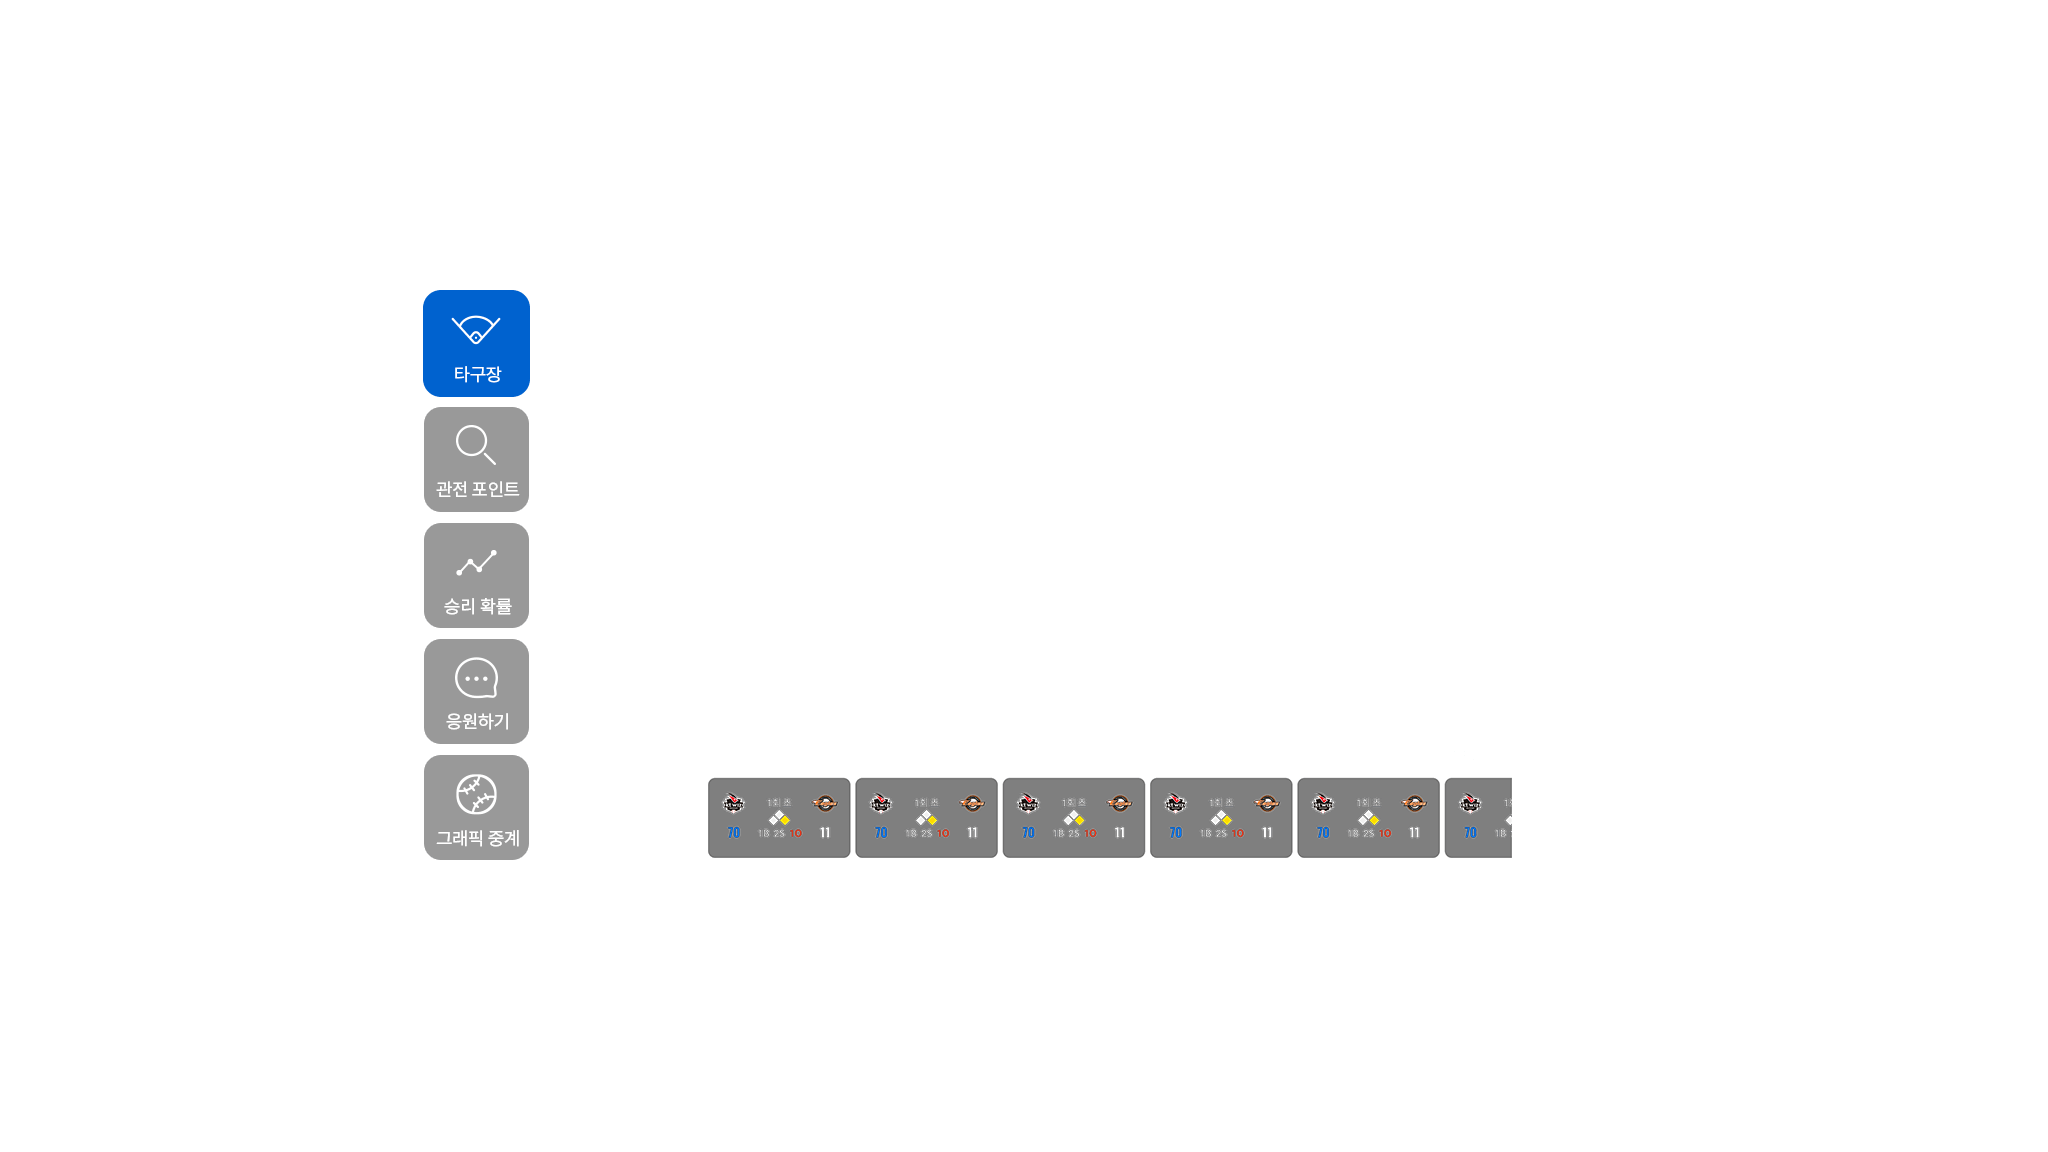 타구장
관전 포인트
승리 확률
응원하기
그래픽 중계
1회 초 1회 초 1회 초 1회 초 1회 초
70 1B 2S 1O 11 70 1B 2S 1O 11 70 1B 2S 1O 11 70 1B 2S 1O 11 70 1B 2S 1O 11 70 1B